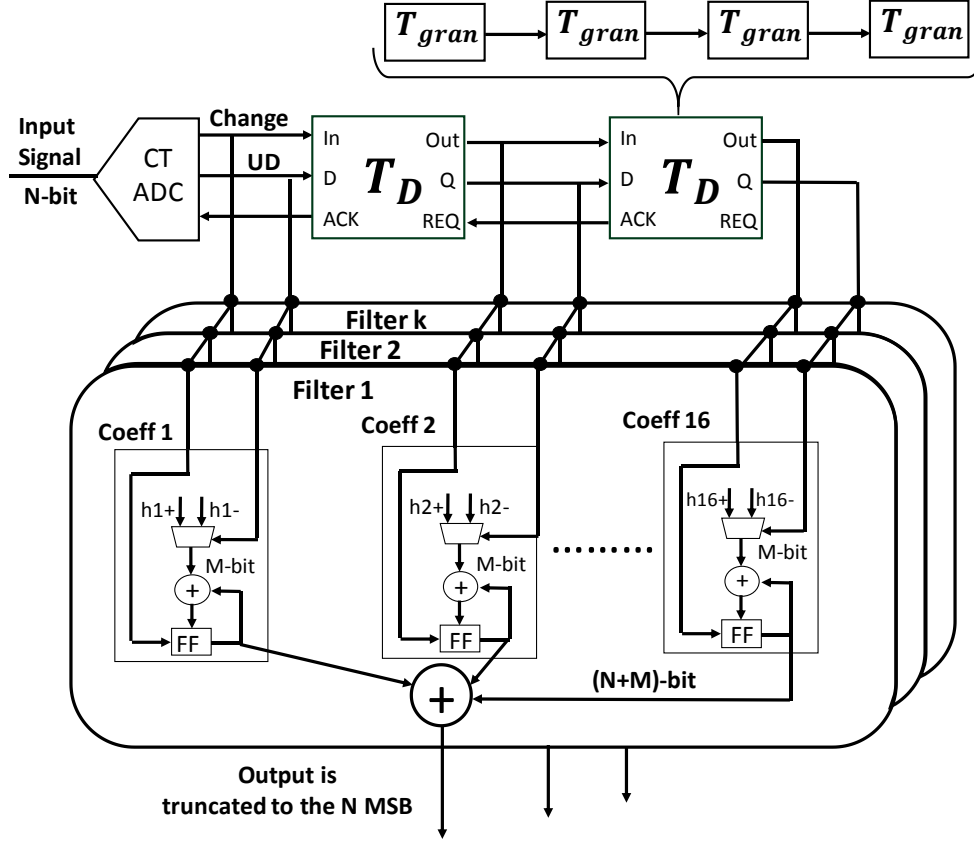 T_gran T_gran T_gran T_gran
Input
Signal
N-bit
CT
ADC
Change
UD
In Out
D Q
T_D
ACK REQ
In Out
D Q
T_D
ACK
Filter k
Filter 2
Filter 1
Coeff 1
Coeff 2
Coeff 16
h1+ h1-
M-bit
+
FF
h2+ h2-
M-bit
+
FF
h16+ h16-
M-bit
+
FF
+
(N+M)-bit
Output is
truncated to the N MSB